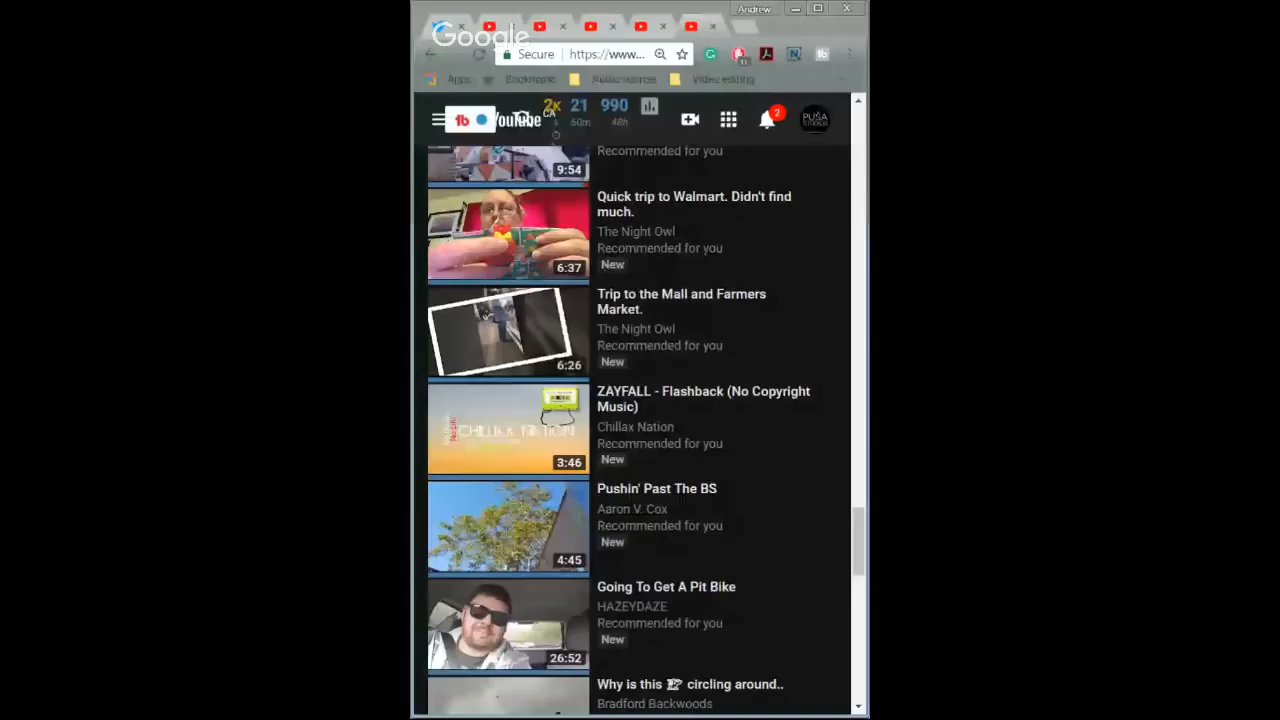 Andrew
Google
Secure
https://www...
Apps
Bookmarks
Video editing
YouTube
CA
2K
21
990
60m
48h
2
PUŠA
Recommended for you
9:54
Quick trip to Walmart. Didn't find
much.
The Night Owl
Recommended for you
New
6:37
Trip to the Mall and Farmers
Market.
The Night Owl
Recommended for you
New
6:26
ZAYFALL - Flashback (No Copyright
Music)
Chillax Nation
Recommended for you
New
CHILLAX NATION
3:46
Pushin' Past The BS
Aaron V. Cox
Recommended for you
New
4:45
Going To Get A Pit Bike
HAZEYDAZE
Recommended for you
New
26:52
Why is this circling around..
Bradford Backwoods